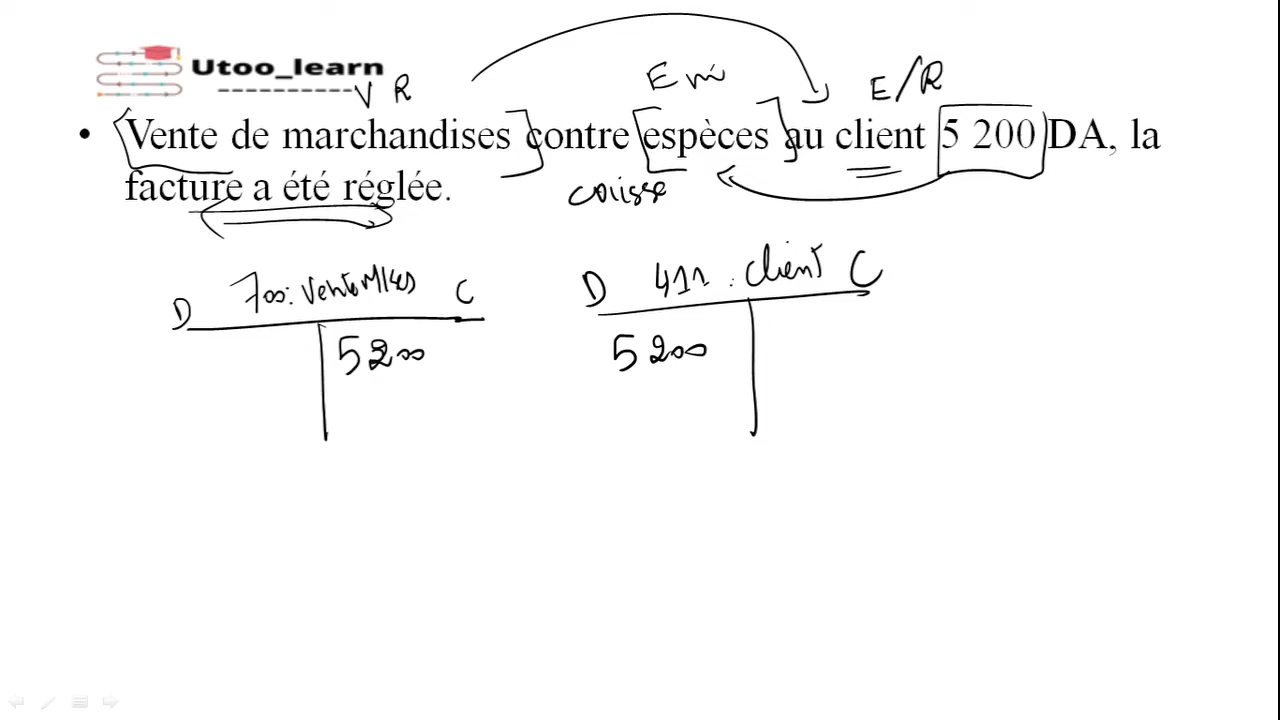 Utoo_learn
----------
V R
E
E/R
• Vente de marchandises contre espèces au client 5 200 DA, la
facture a été réglée.
caisse
D 700: Vente M/ses C
D 411: client C
5200
5200